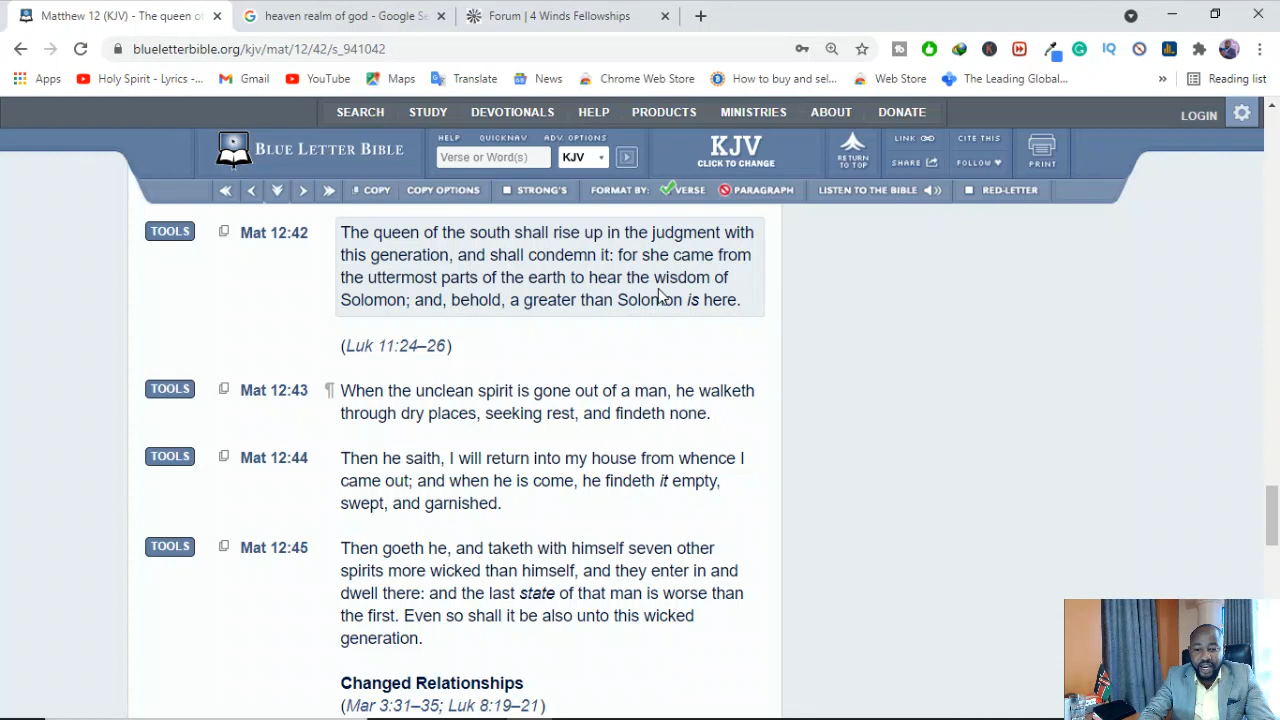 Matthew 12 (KJV) - The queen of
heaven realm of god - Google Se
Forum | 4 Winds Fellowships
blueletterbible.org/kjv/mat/12/42/s_941042
Apps
Holy Spirit - Lyrics -...
Gmail
YouTube
Maps
Translate
News
Chrome Web Store
How to buy and sel...
Web Store
The Leading Global...
»
Reading list
SEARCH
STUDY
DEVOTIONALS
HELP
PRODUCTS
MINISTRIES
ABOUT
DONATE
LOGIN
BLUE LETTER BIBLE
HELP
QUICKNAV
ADV. OPTIONS
Verse or Word(s)
KJV
KJV
CLICK TO CHANGE
RETURN
TO TOP
LINK
SHARE
CITE THIS
FOLLOW
PRINT
COPY
COPY OPTIONS
STRONG'S
FORMAT BY:
VERSE
PARAGRAPH
LISTEN TO THE BIBLE
RED-LETTER
TOOLS
Mat 12:42
The queen of the south shall rise up in the judgment with
this generation, and shall condemn it: for she came from
the uttermost parts of the earth to hear the wisdom of
Solomon; and, behold, a greater than Solomon is here.
(Luk 11:24–26)
TOOLS
Mat 12:43
¶ When the unclean spirit is gone out of a man, he walketh
through dry places, seeking rest, and findeth none.
TOOLS
Mat 12:44
Then he saith, I will return into my house from whence I
came out; and when he is come, he findeth it empty,
swept, and garnished.
TOOLS
Mat 12:45
Then goeth he, and taketh with himself seven other
spirits more wicked than himself, and they enter in and
dwell there: and the last state of that man is worse than
the first. Even so shall it be also unto this wicked
generation.
Changed Relationships
(Mar 3:31–35; Luk 8:19–21)